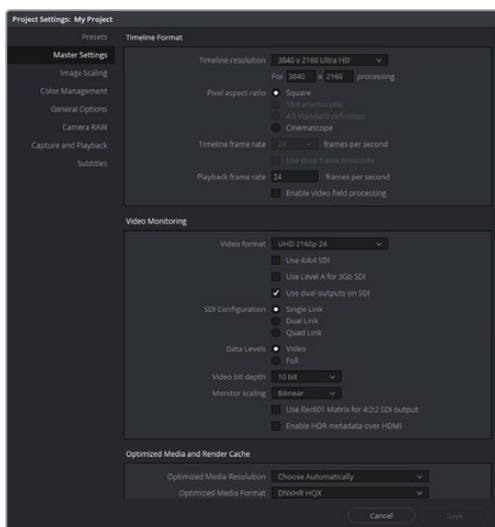 Project Settings: My Project
Presets
Master Settings
Image Scaling
Color Management
General Options
Camera RAW
Capture and Playback
Subtitles
Timeline Format
Timeline resolution 3840 x 2160 Ultra HD
For 3840 x 2160 processing
Pixel aspect ratio Square
16:9 anamorphic
4:3 standard definition
Cinemascope
Timeline frame rate 24 frames per second
Use drop frame timecode
Playback frame rate 24 frames per second
Enable video field processing
Video Monitoring
Video format UHD 2160p 24
Use 4:4:4 SDI
Use Level A for 3Gb SDI
Use dual outputs on SDI
SDI Configuration Single Link
Dual Link
Quad Link
Data Levels Video
Full
Video bit depth 10 bit
Monitor scaling Bilinear
Use Rec601 Matrix for 4:2:2 SDI output
Enable HDR metadata over HDMI
Optimized Media and Render Cache
Optimized Media Resolution Choose Automatically
Optimized Media Format DNxHR HQX
Cancel Save